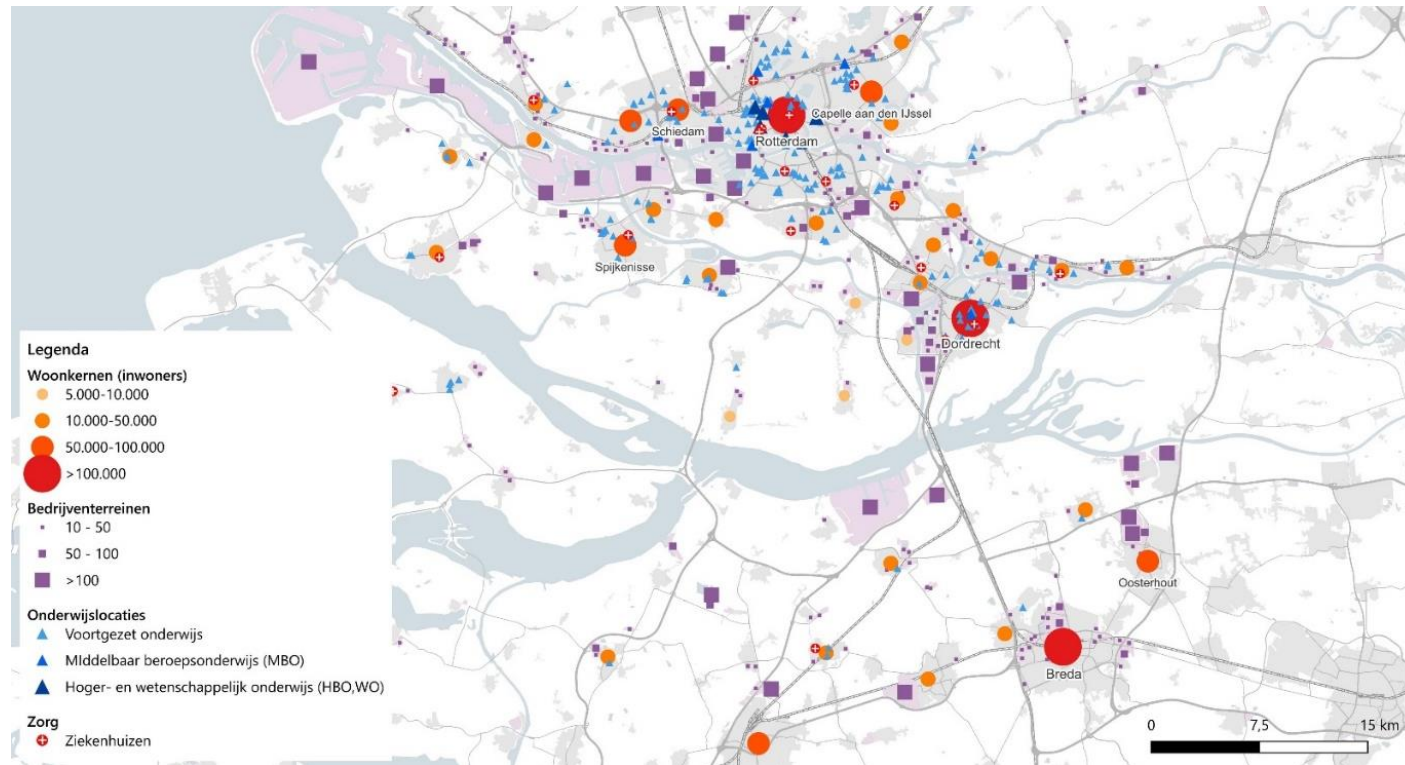 Capelle aan den IJssel
Schiedam
Rotterdam
Spijkenisse
Dordrecht
Oosterhout
Breda
Legenda
Woonkernen (inwoners)
5.000-10.000
10.000-50.000
50.000-100.000
>100.000
Bedrijventerreinen
10 - 50
50 - 100
>100
Onderwijslocaties
Voortgezet onderwijs
MIddelbaar beroepsonderwijs (MBO)
Hoger- en wetenschappelijk onderwijs (HBO,WO)
Zorg
Ziekenhuizen
0 7,5 15 km